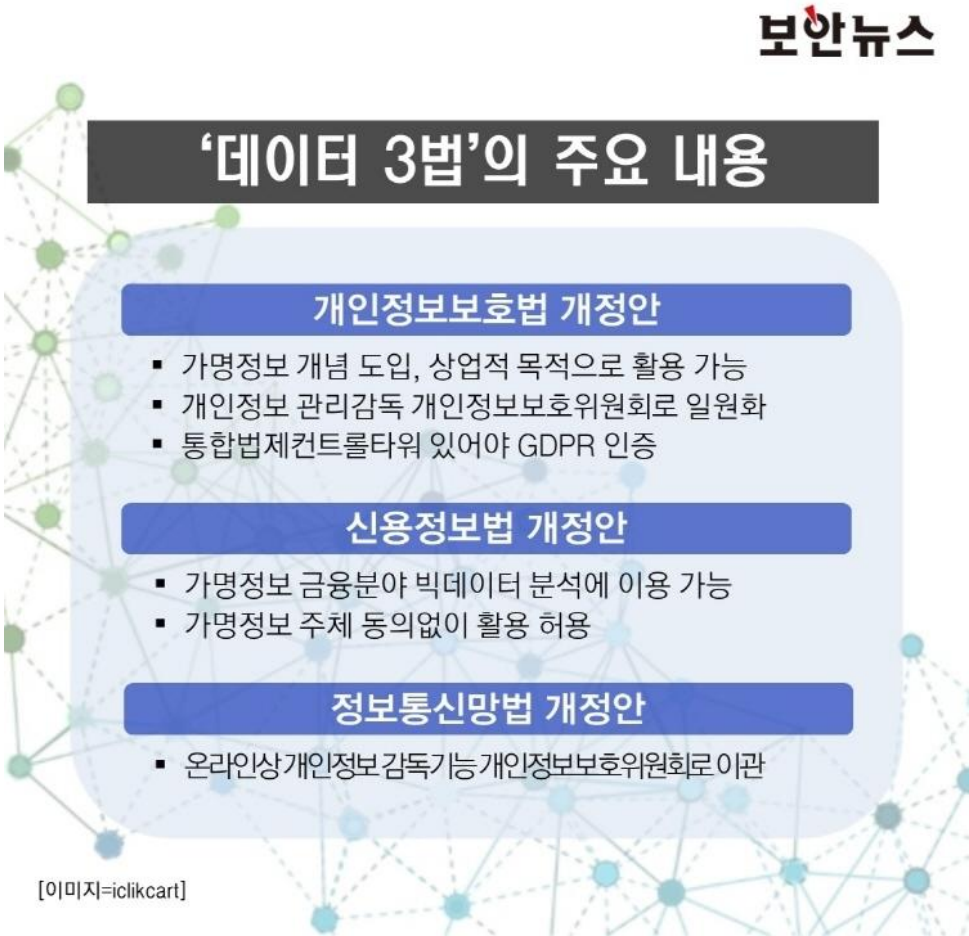 보안뉴스
‘데이터 3법’의 주요 내용
개인정보보호법 개정안
▪ 가명정보 개념 도입, 상업적 목적으로 활용 가능
▪ 개인정보 관리감독 개인정보보호위원회로 일원화
▪ 통합법제컨트롤타워 있어야 GDPR 인증
신용정보법 개정안
▪ 가명정보 금융분야 빅데이터 분석에 이용 가능
▪ 가명정보 주체 동의없이 활용 허용
정보통신망법 개정안
▪ 온라인상 개인정보 감독기능 개인정보보호위원회로 이관
[이미지=iclikcart]